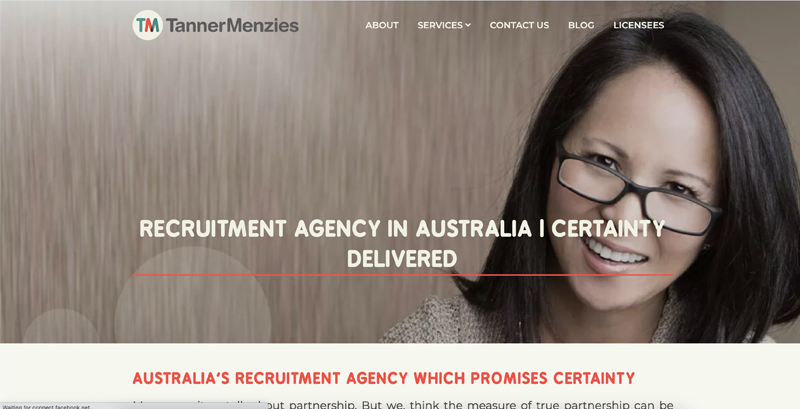 TM TannerMenzies
ABOUT SERVICES CONTACT US BLOG LICENSEES
RECRUITMENT AGENCY IN AUSTRALIA | CERTAINTY
DELIVERED
AUSTRALIA'S RECRUITMENT AGENCY WHICH PROMISES CERTAINTY
about partnership. But we, think the measure of true partnership can be
Waiting for connect.facebook.net